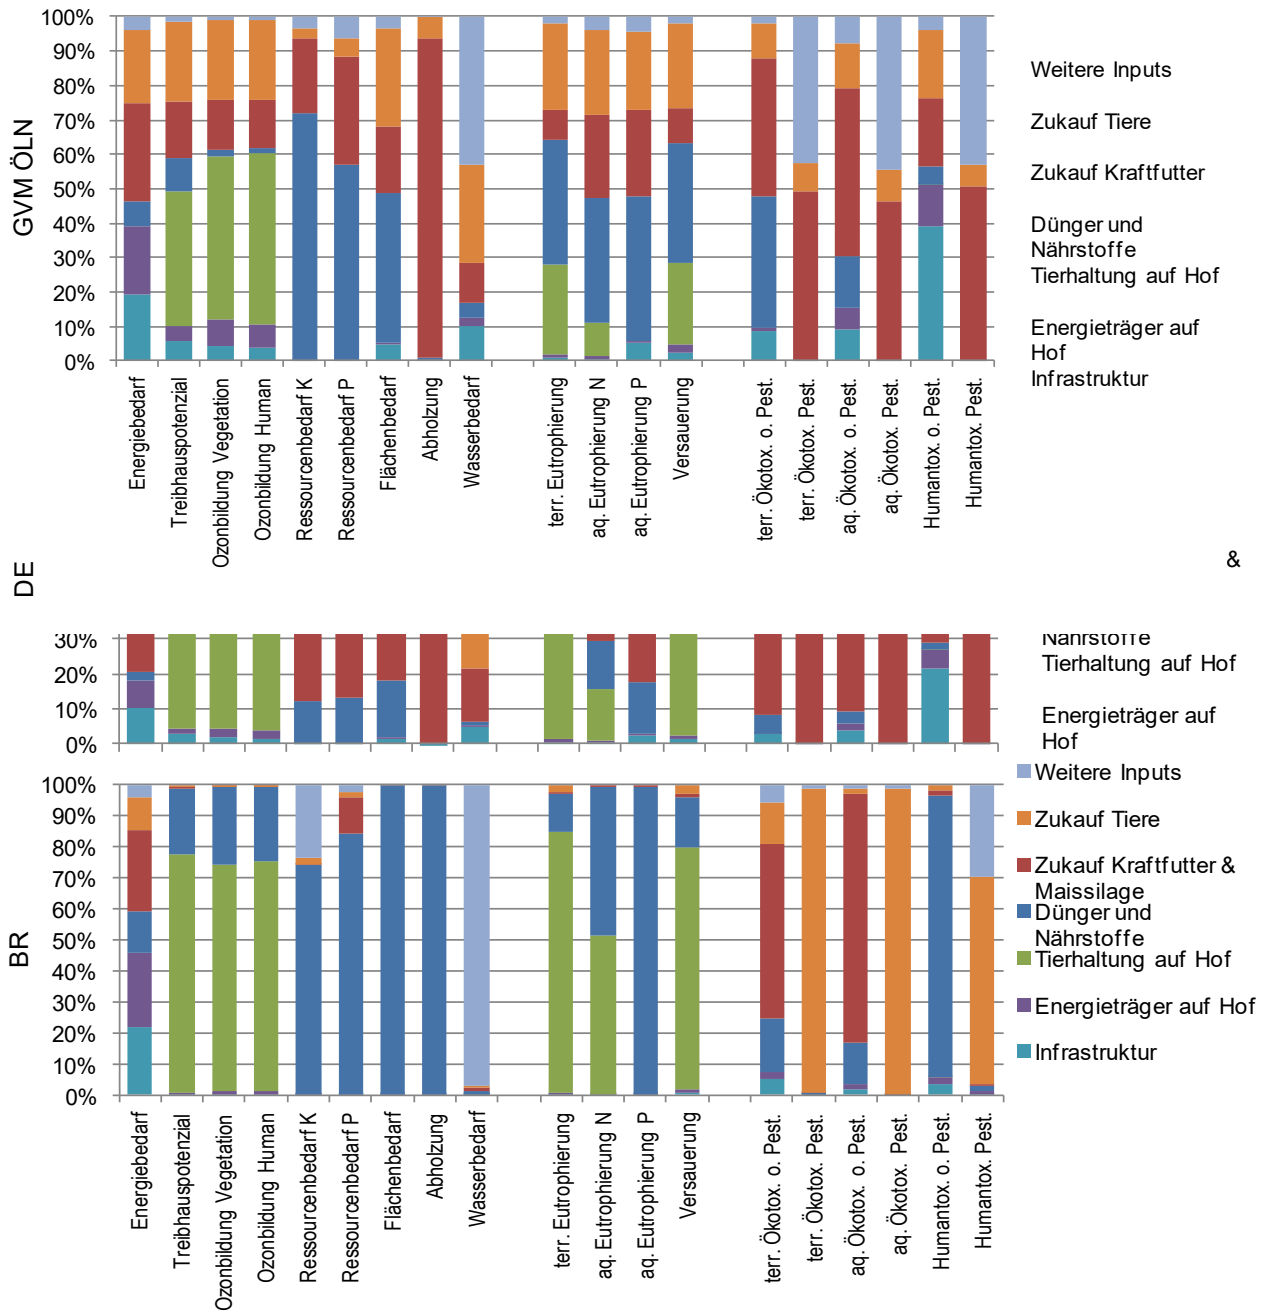 GVM ÖLN
100%
90%
80%
70%
60%
50%
40%
30%
20%
10%
0%
Energiebedarf
Treibhauspotenzial
Ozonbildung Vegetation
Ozonbildung Human
Ressourcenbedarf K
Ressourcenbedarf P
Flächenbedarf
Abholzung
Wasserbedarf
terr. Eutrophierung
aq. Eutrophierung N
aq. Eutrophierung P
Versauerung
terr. Ökotox. o. Pest.
terr. Ökotox. Pest.
aq. Ökotox. o. Pest.
aq. Ökotox. Pest.
Humantox. o. Pest.
Humantox. Pest.
Weitere Inputs
Zukauf Tiere
Zukauf Kraftfutter
Dünger und
Nährstoffe
Tierhaltung auf Hof
Energieträger auf
Hof
Infrastruktur
&
DE
30%
20%
10%
0%
Nährstoffe
Tierhaltung auf Hof
Energieträger auf
Hof
BR
100%
90%
80%
70%
60%
50%
40%
30%
20%
10%
0%
Energiebedarf
Treibhauspotenzial
Ozonbildung Vegetation
Ozonbildung Human
Ressourcenbedarf K
Ressourcenbedarf P
Flächenbedarf
Abholzung
Wasserbedarf
terr. Eutrophierung
aq. Eutrophierung N
aq. Eutrophierung P
Versauerung
terr. Ökotox. o. Pest.
terr. Ökotox. Pest.
aq. Ökotox. o. Pest.
aq. Ökotox. Pest.
Humantox. o. Pest.
Humantox. Pest.
Weitere Inputs
Zukauf Tiere
Zukauf Kraftfutter &
Maissilage
Dünger und
Nährstoffe
Tierhaltung auf Hof
Energieträger auf Hof
Infrastruktur